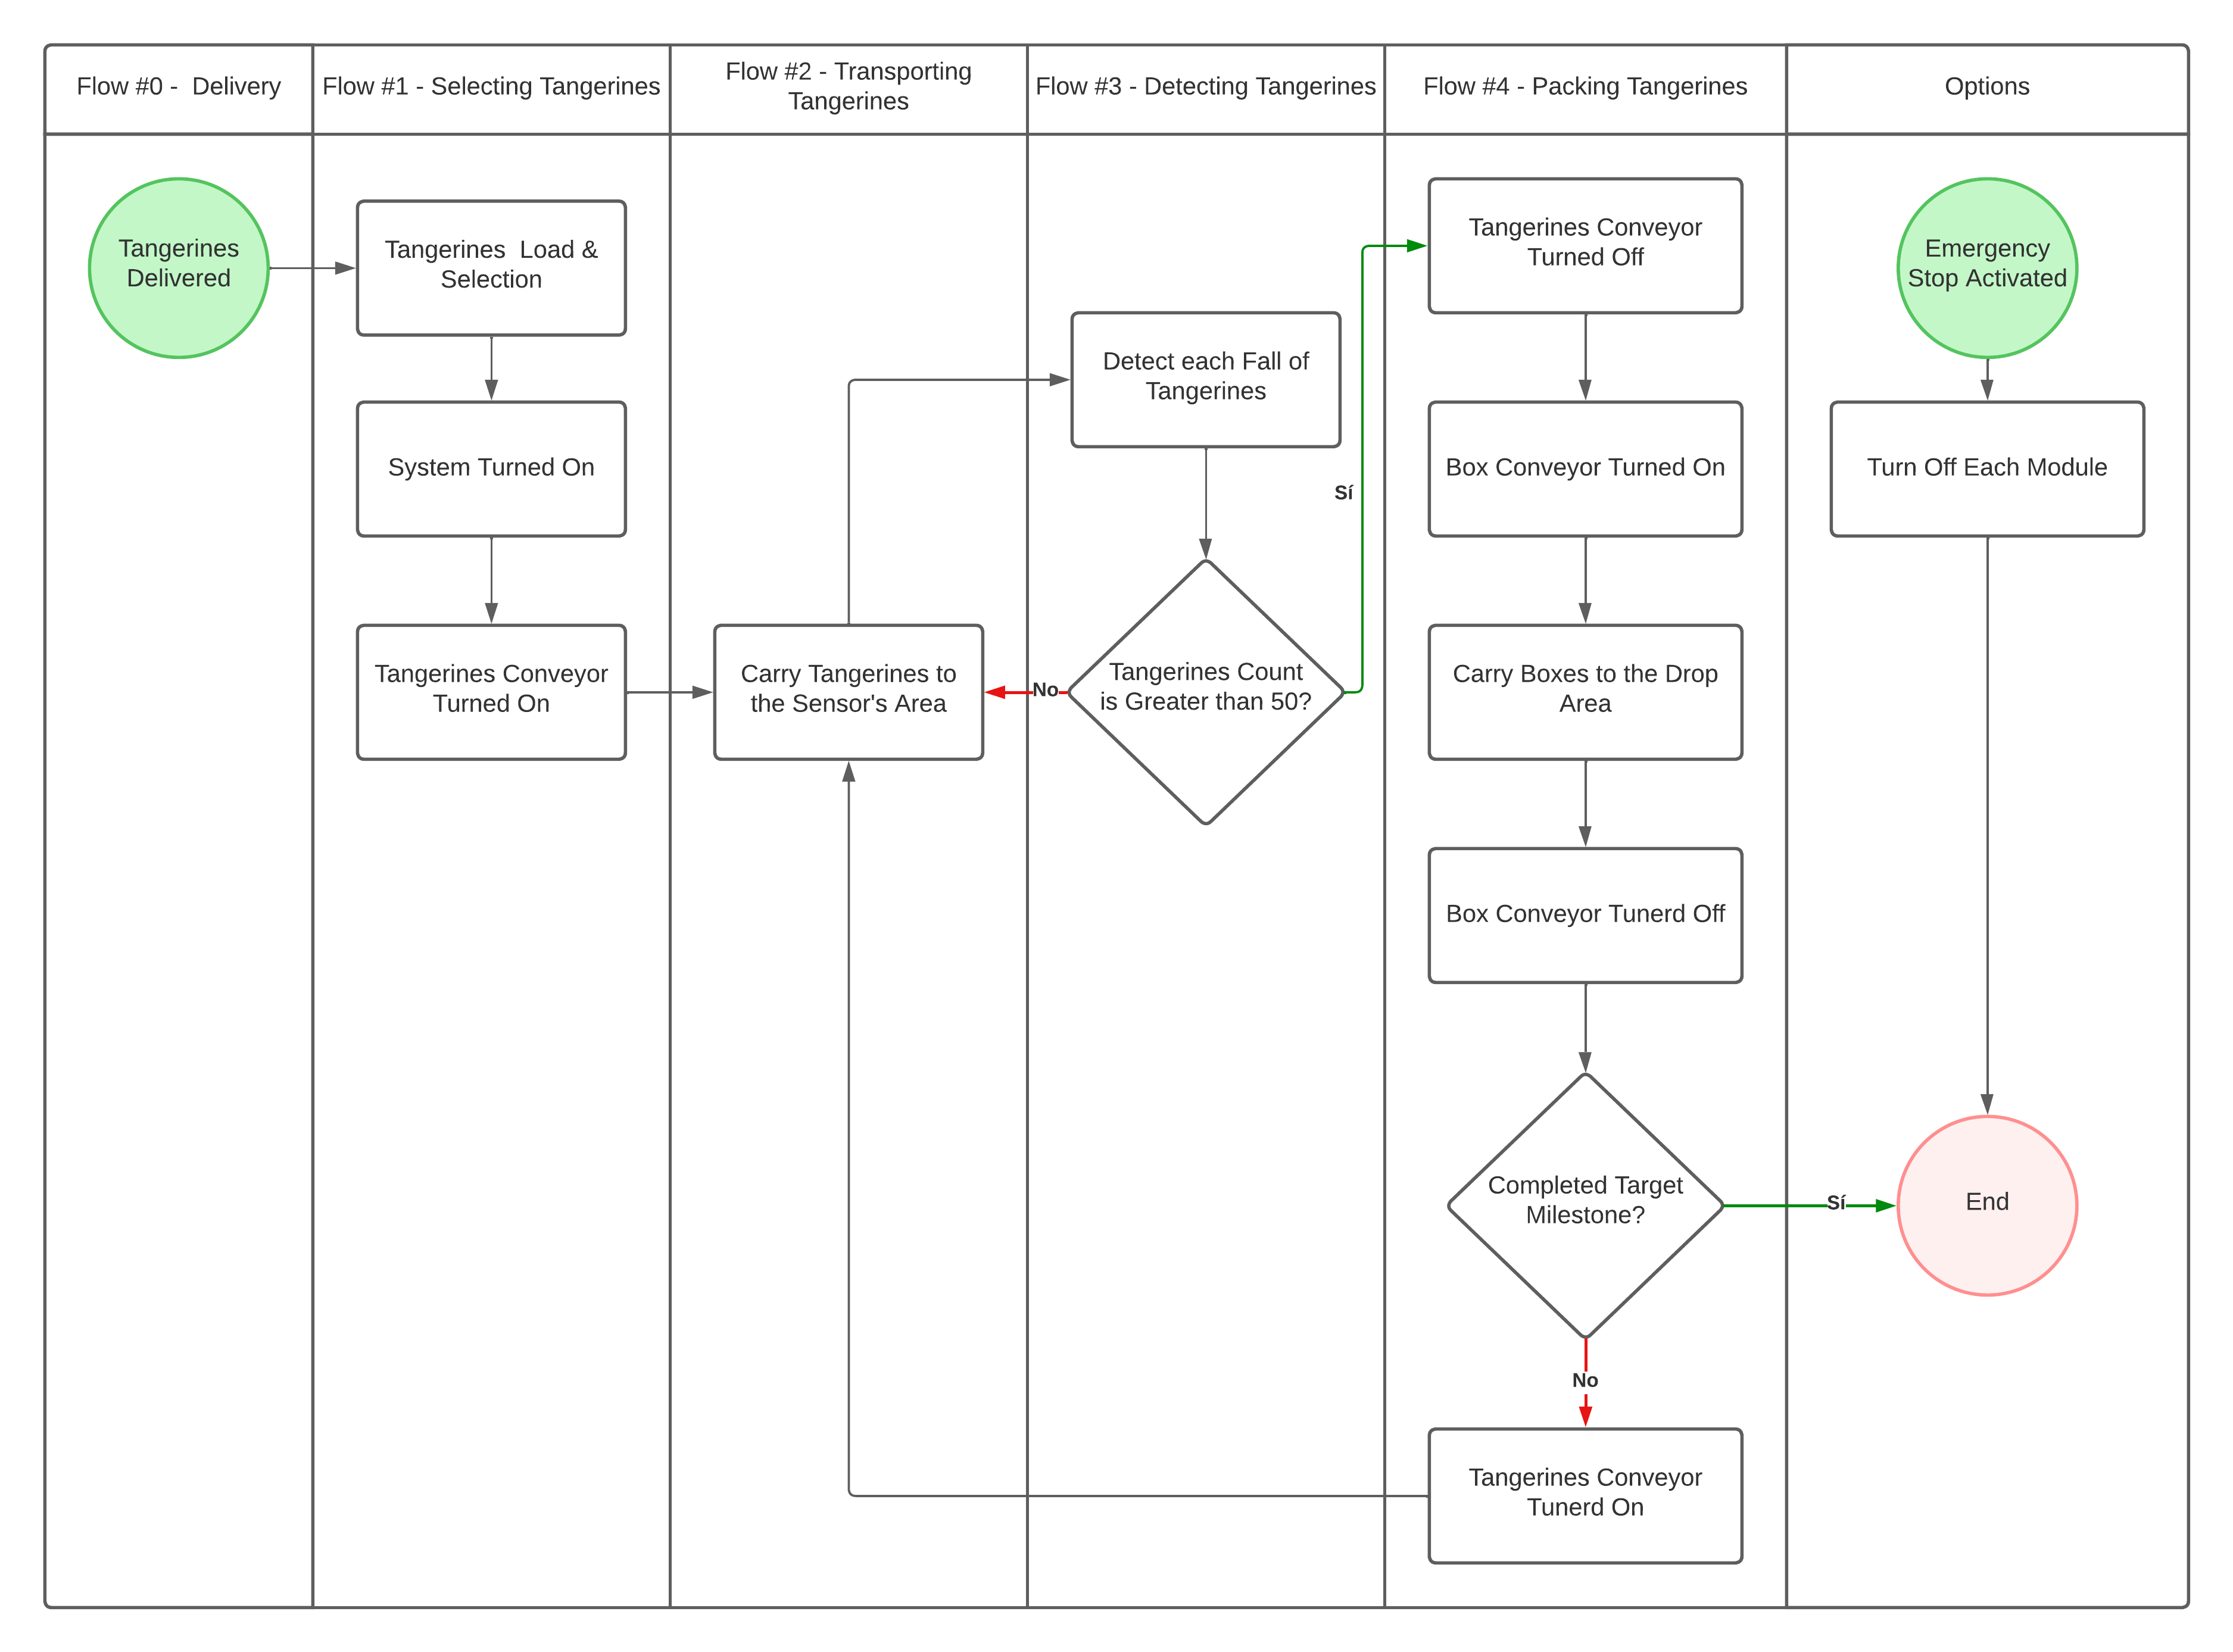 Flow #0 -  Delivery
Flow #1 - Selecting Tangerines
Flow #2 - Transporting
Tangerines
Flow #3 - Detecting Tangerines
Flow #4 - Packing Tangerines
Options
Tangerines
Delivered
Tangerines  Load &
Selection
System Turned On
Tangerines Conveyor
Turned On
Carry Tangerines to
the Sensor's Area
Detect each Fall of
Tangerines
Tangerines Count
is Greater than 50?
No
Sí
Tangerines Conveyor
Turned Off
Box Conveyor Turned On
Carry Boxes to the Drop
Area
Box Conveyor Tunerd Off
Completed Target
Milestone?
Sí
No
Tangerines Conveyor
Tunerd On
Emergency
Stop Activated
Turn Off Each Module
End